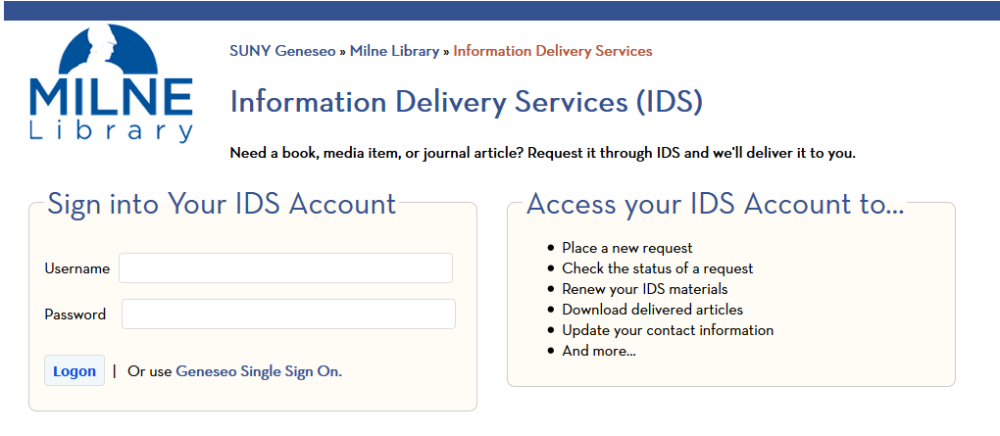 MILNE
Library
SUNY Geneseo » Milne Library » Information Delivery Services
Information Delivery Services (IDS)
Need a book, media item, or journal article? Request it through IDS and we'll deliver it to you.
Sign into Your IDS Account
Username
Password
Logon | Or use Geneseo Single Sign On.
Access your IDS Account to...
• Place a new request
• Check the status of a request
• Renew your IDS materials
• Download delivered articles
• Update your contact information
• And more...